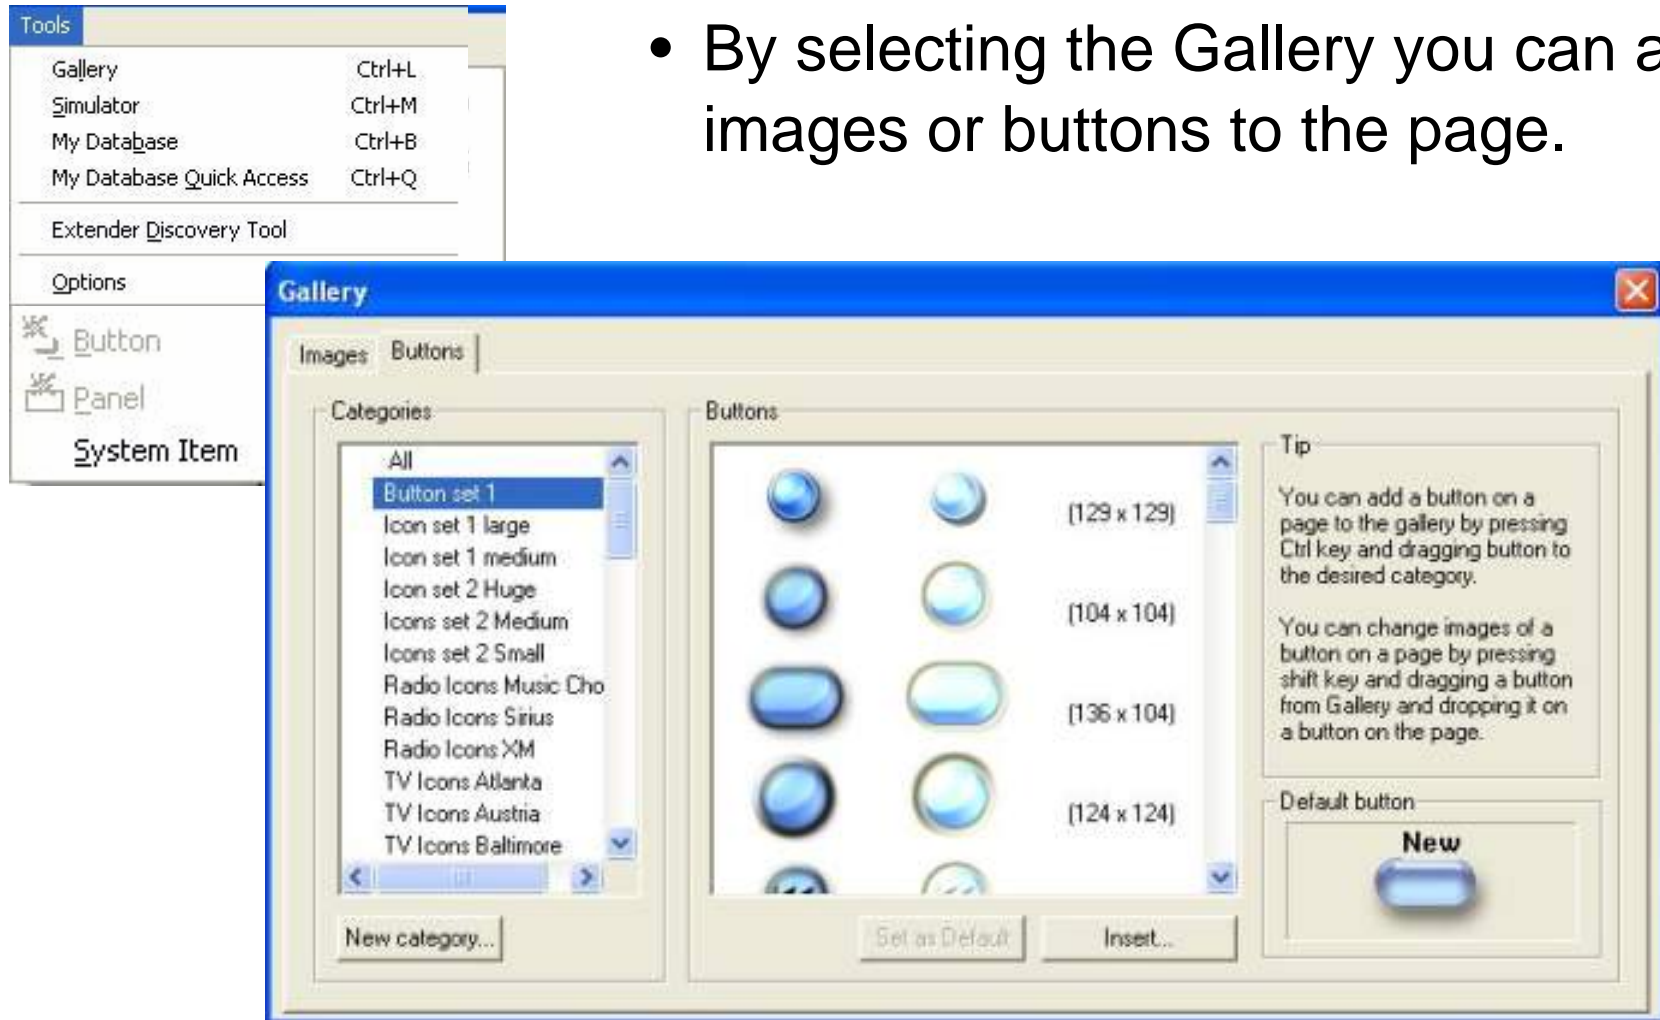 Tools
Gallery Ctrl+L
Simulator Ctrl+M
My Database Ctrl+B
My Database Quick Access Ctrl+Q
Extender Discovery Tool
Options
Button
Panel
System Item
• By selecting the Gallery you can a
images or buttons to the page.
Gallery
Images Buttons
Categories
All
Button set 1
Icon set 1 large
Icon set 1 medium
Icon set 2 Huge
Icons set 2 Medium
Icons set 2 Small
Radio Icons Music Cho
Radio Icons Sirius
Radio Icons XM
TV Icons Atlanta
TV Icons Austria
TV Icons Baltimore
New category...
Buttons
(129 x 129)
(104 x 104)
(136 x 104)
(124 x 124)
Set as Default
Insert...
Tip
You can add a button on a
page to the gallery by pressing
Ctrl key and dragging button to
the desired category.
You can change images of a
button on a page by pressing
shift key and dragging a button
from Gallery and dropping it on
a button on the page.
Default button
New